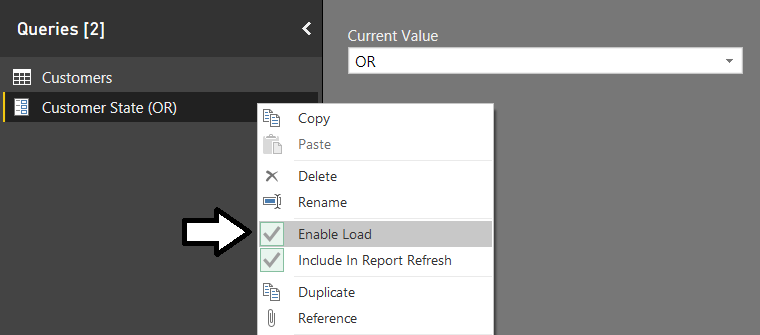 Queries [2]
Current Value
OR
Customers
Customer State (OR)
Copy
Paste
Delete
Rename
Enable Load
Include In Report Refresh
Duplicate
Reference